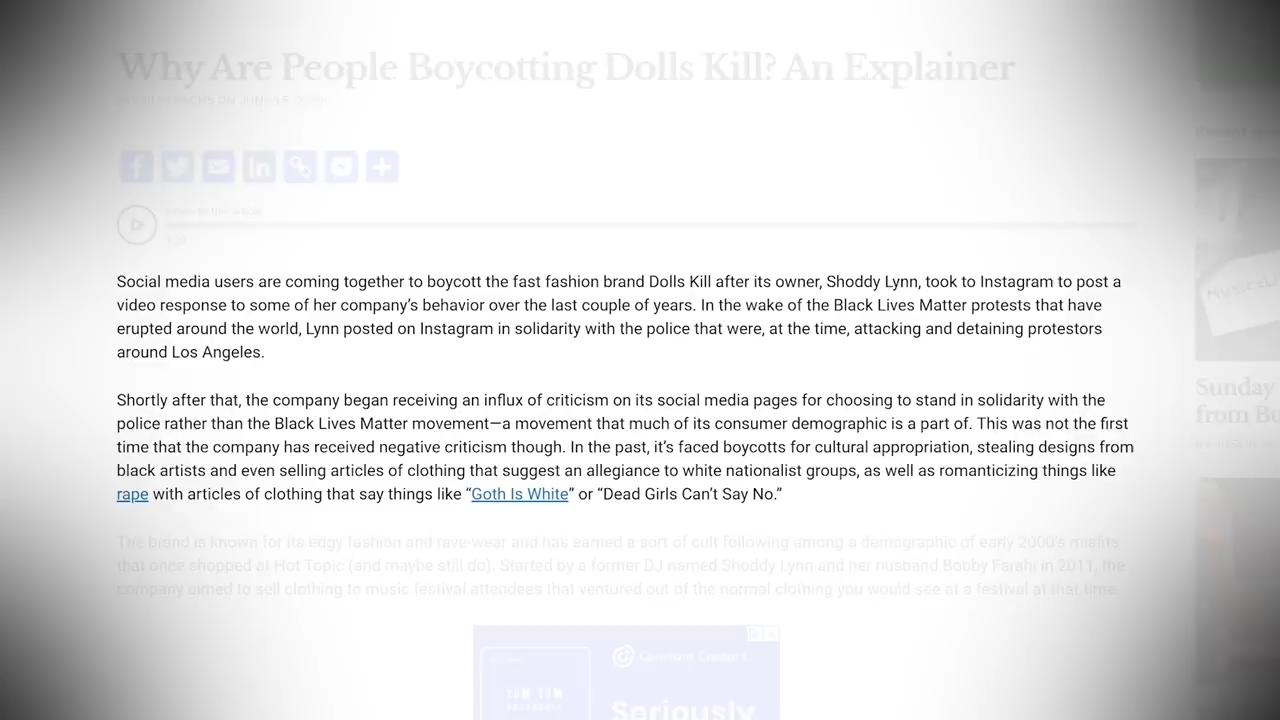 Why Are People Boycotting Dolls Kill? An Explainer
Social media users are coming together to boycott the fast fashion brand Dolls Kill after its owner, Shoddy Lynn, took to Instagram to post a
video response to some of her company’s behavior over the last couple of years. In the wake of the Black Lives Matter protests that have
erupted around the world, Lynn posted on Instagram in solidarity with the police that were, at the time, attacking and detaining protestors
around Los Angeles.
Shortly after that, the company began receiving an influx of criticism on its social media pages for choosing to stand in solidarity with the
police rather than the Black Lives Matter movement—a movement that much of its consumer demographic is a part of. This was not the first
time that the company has received negative criticism though. In the past, it’s faced boycotts for cultural appropriation, stealing designs from
black artists and even selling articles of clothing that suggest an allegiance to white nationalist groups, as well as romanticizing things like
rape with articles of clothing that say things like “Goth Is White” or “Dead Girls Can’t Say No.”
The brand is known for its edgy fashion and rave-wear and has earned a sort of cult following among a demographic of early 2000’s misfits
that once shopped at Hot Topic (and maybe still do). Started by a former DJ named Shoddy Lynn and her husband Bobby Farahi in 2011, the
company aimed to sell clothing to music festival attendees that ventured out of the normal clothing you would see at a festival at that time.
Constant Contact
Seriously
Sunday
from Bu